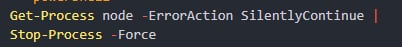 Get-Process node -ErrorAction SilentlyContinue |
Stop-Process -Force